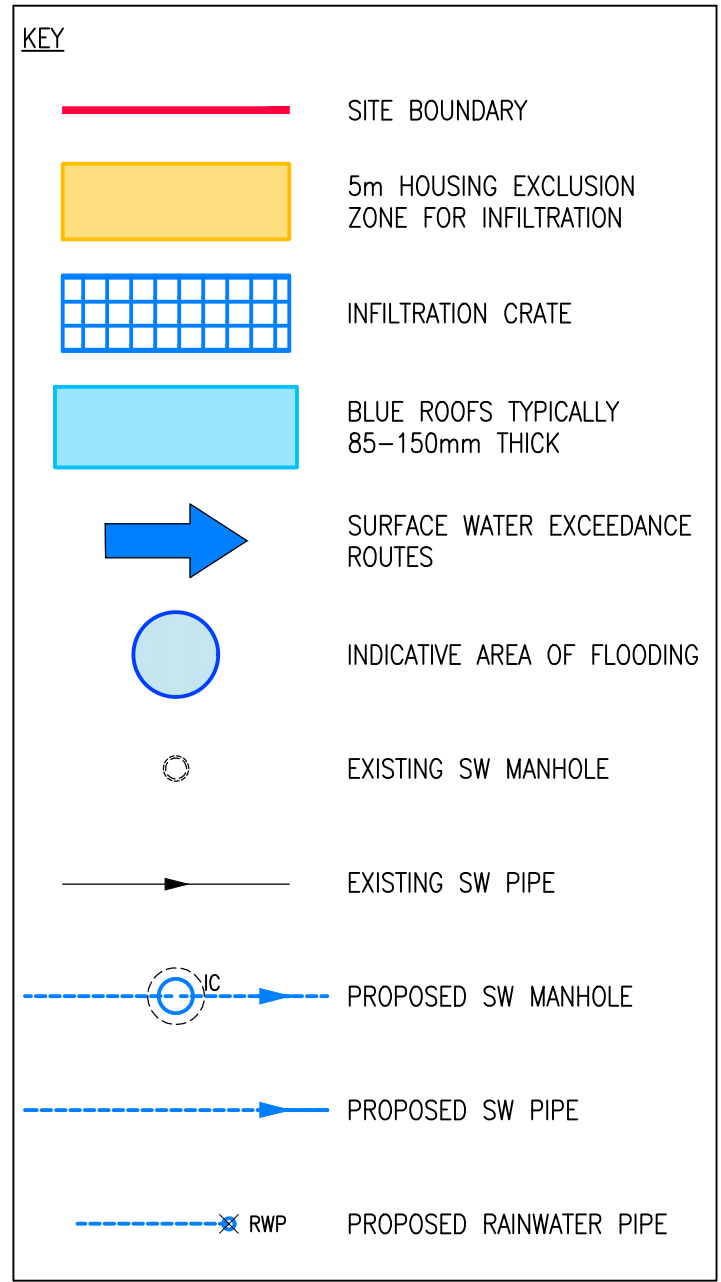 KEY
SITE BOUNDARY
5m HOUSING EXCLUSION
ZONE FOR INFILTRATION
INFILTRATION CRATE
BLUE ROOFS TYPICALLY
85-150mm THICK
SURFACE WATER EXCEEDANCE
ROUTES
INDICATIVE AREA OF FLOODING
EXISTING SW MANHOLE
EXISTING SW PIPE
IC
PROPOSED SW MANHOLE
PROPOSED SW PIPE
RWP PROPOSED RAINWATER PIPE